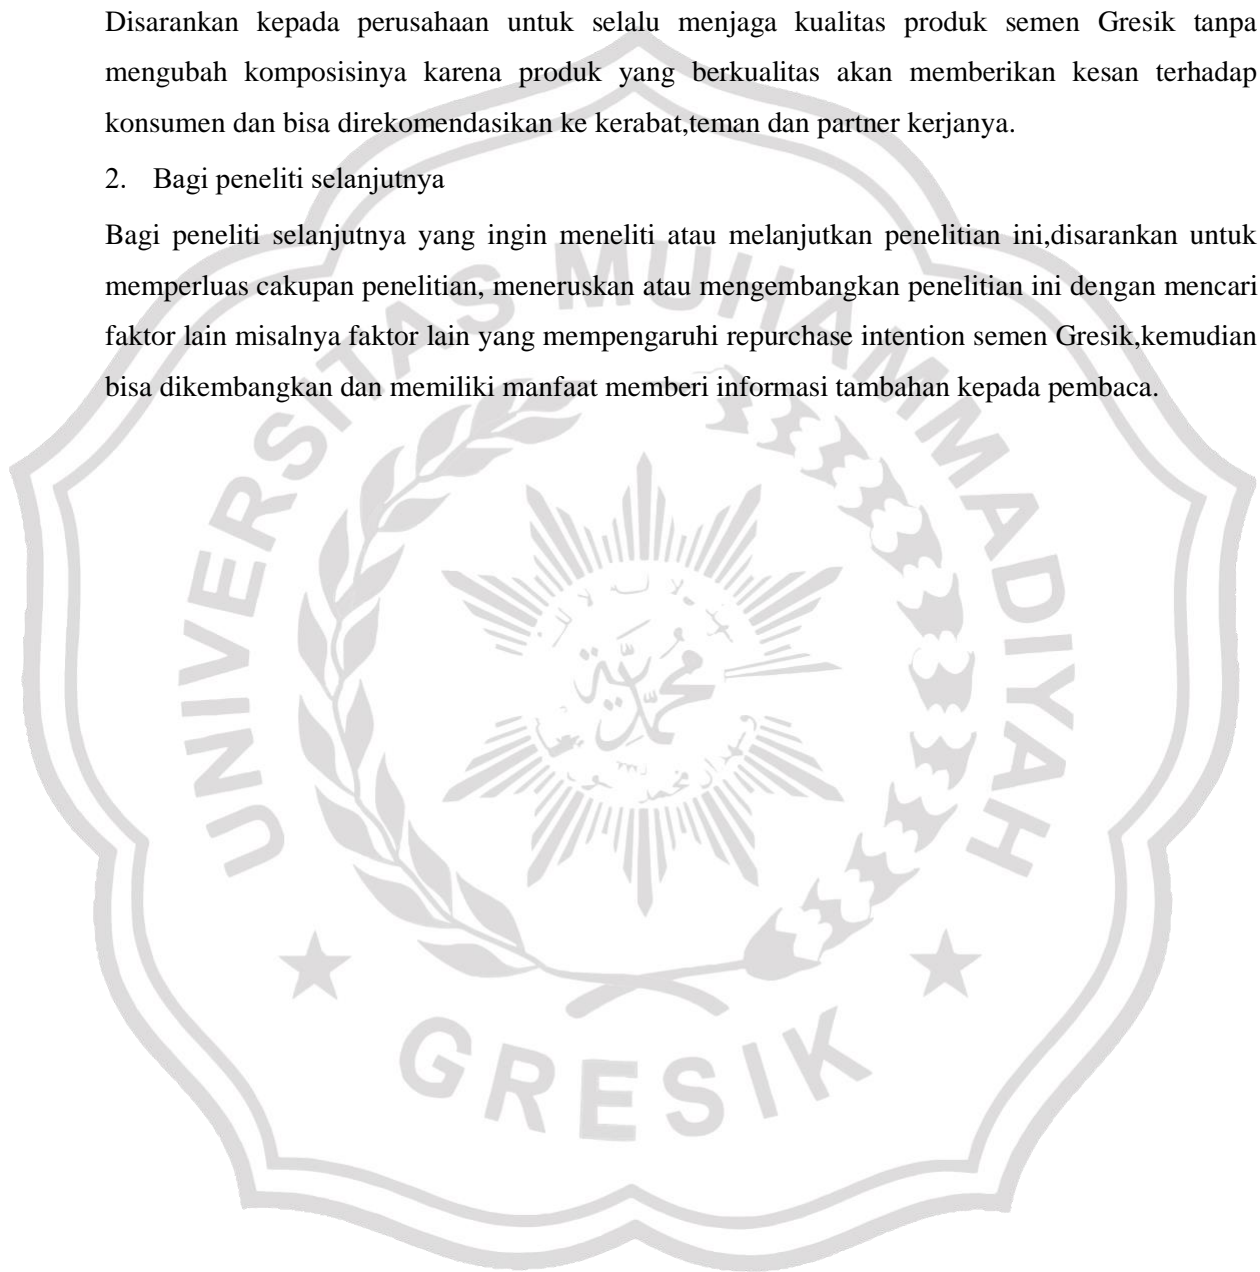 Disarankan kepada perusahaan untuk selalu menjaga kualitas produk semen Gresik tanpa
mengubah komposisinya karena produk yang berkualitas akan memberikan kesan terhadap
konsumen dan bisa direkomendasikan ke kerabat,teman dan partner kerjanya.
2. Bagi peneliti selanjutnya
Bagi peneliti selanjutnya yang ingin meneliti atau melanjutkan penelitian ini,disarankan untuk
memperluas cakupan penelitian, meneruskan atau mengembangkan penelitian ini dengan mencari
faktor lain misalnya faktor lain yang mempengaruhi repurchase intention semen Gresik,kemudian
bisa dikembangkan dan memiliki manfaat memberi informasi tambahan kepada pembaca.
UNIVERSITAS MUHAMMADIYAH
محمدية
GRESIK